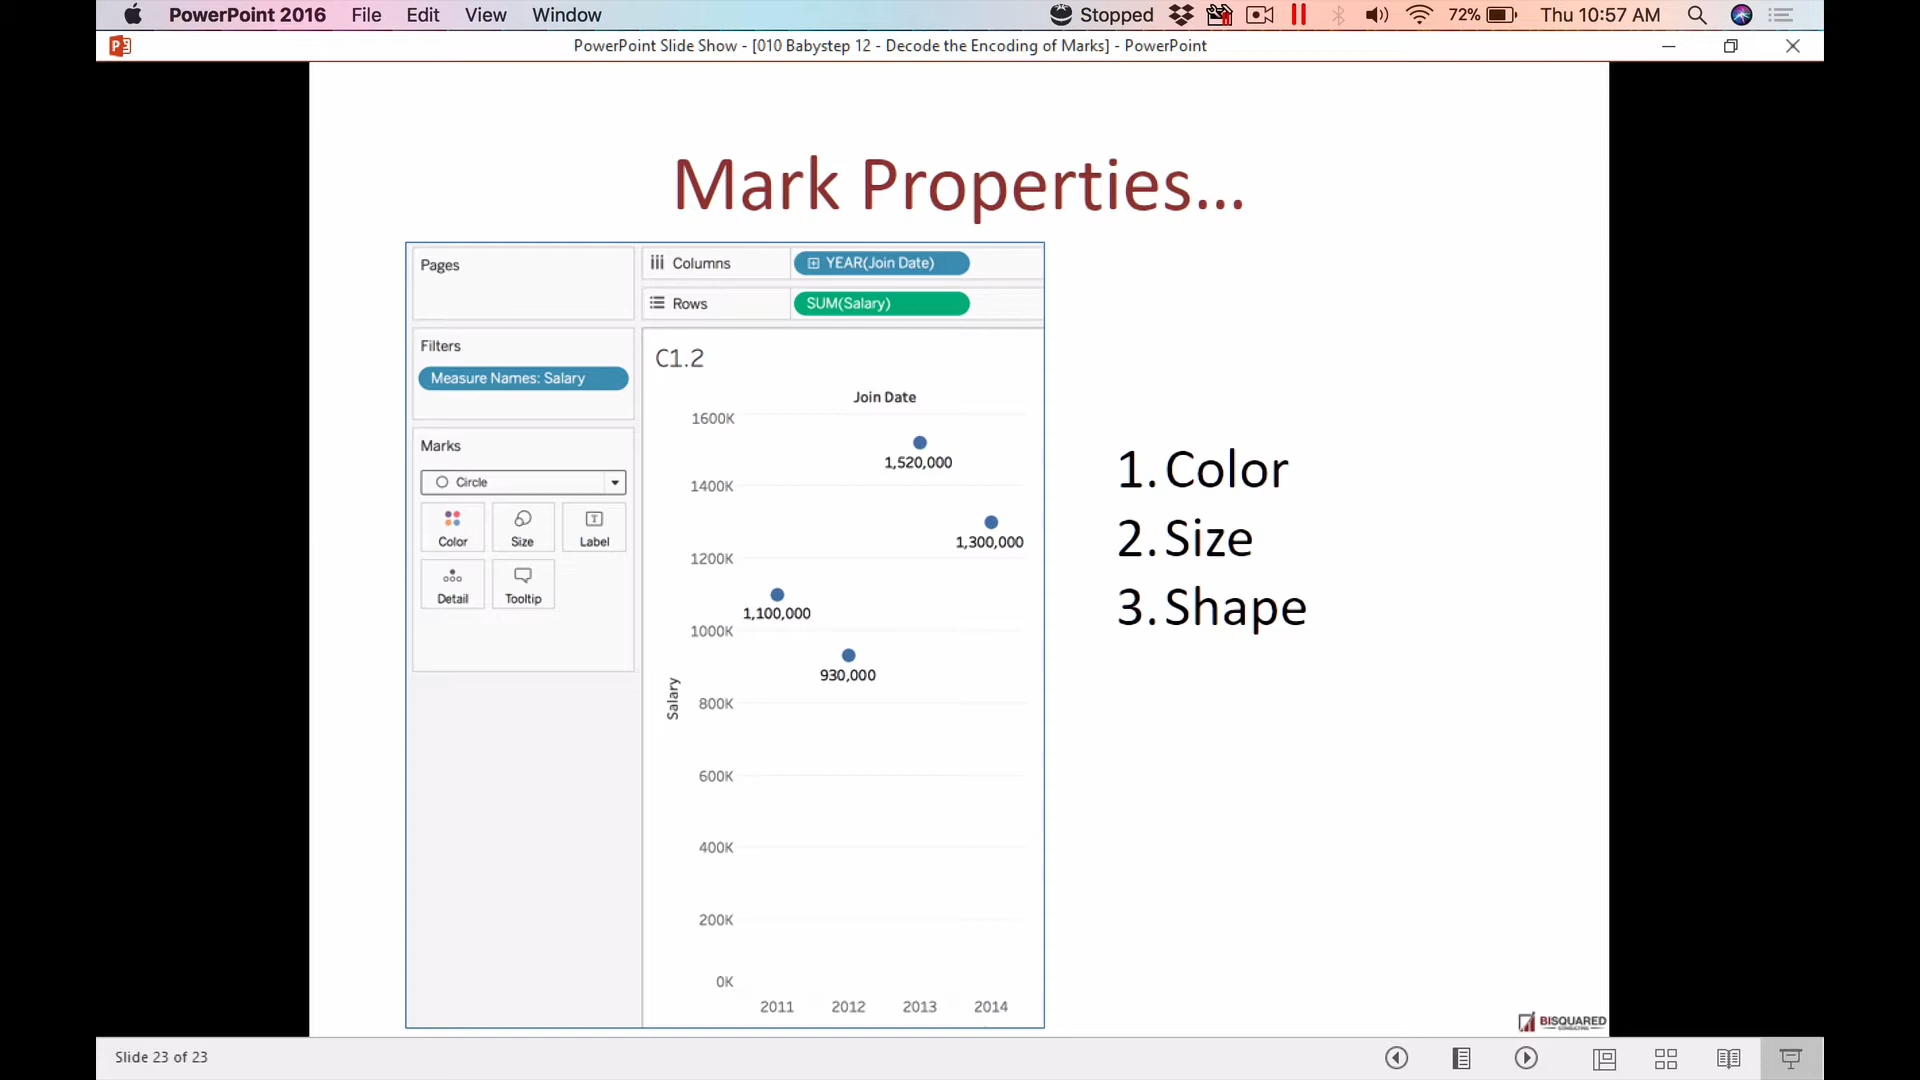 PowerPoint 2016 File Edit View Window Stopped 72% Thu 10:57 AM
PowerPoint Slide Show - [010 Babystep 12 - Decode the Encoding of Marks] - PowerPoint
Mark Properties...
Pages
Columns YEAR(Join Date)
Rows SUM(Salary)
Filters
Measure Names: Salary
Marks
Circle
Color Size Label
Detail Tooltip
C1.2
Join Date
1600K
1400K
1200K
1000K
800K
600K
400K
200K
0K
Salary
1,520,000
1,300,000
1,100,000
930,000
2011 2012 2013 2014
1. Color
2. Size
3. Shape
BISQUARED
CONSULTING
Slide 23 of 23